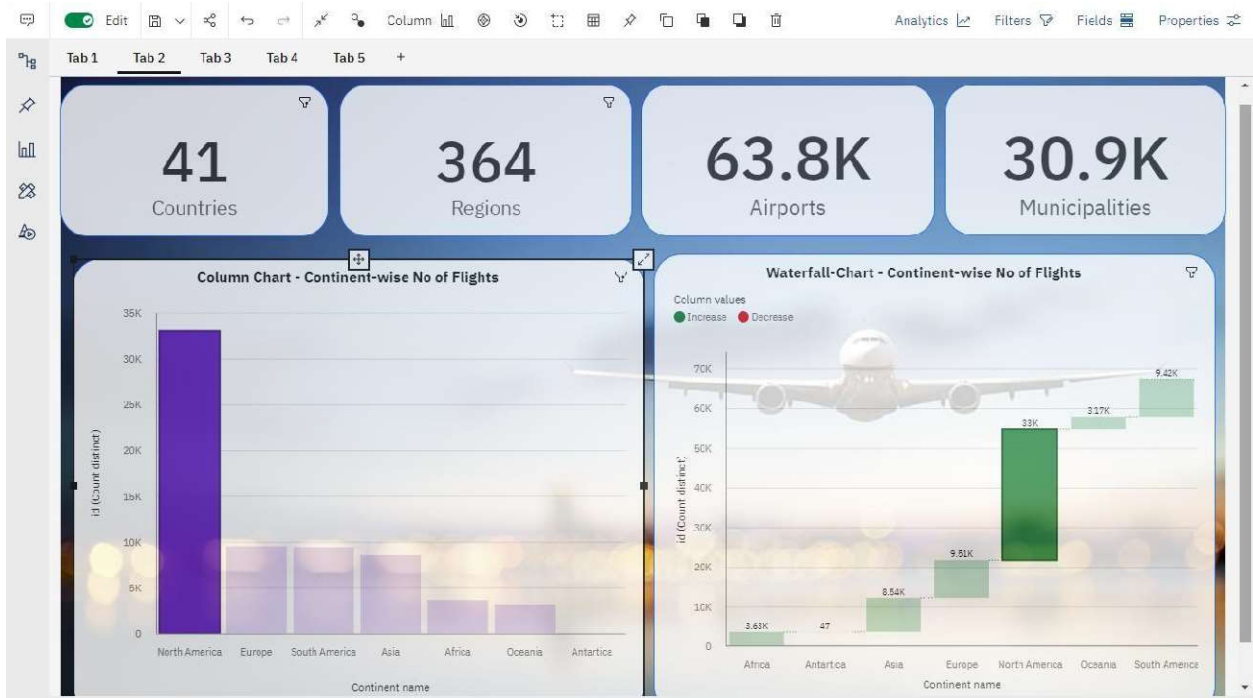 Edit Column Analytics Filters Fields Properties
Tab 1 Tab 2 Tab 3 Tab 4 Tab 5 +
41
Countries
364
Regions
63.8K
Airports
30.9K
Municipalities
Column Chart - Continent-wise No of Flights
35K
30K
25K
20K
15K
10K
5K
0
id (Count distinct)
North America Europe South America Asia Africa Oceania Antartica
Continent name
Waterfall-Chart - Continent-wise No of Flights
Column values
Increase Decrease
70K
60K
50K
40K
30K
20K
10K
0
id (Count distinct)
3.63K 47 8.54K 9.51K 33K 3.17K 9.42K
Africa Antartica Asia Europe North America Oceania South America
Continent name